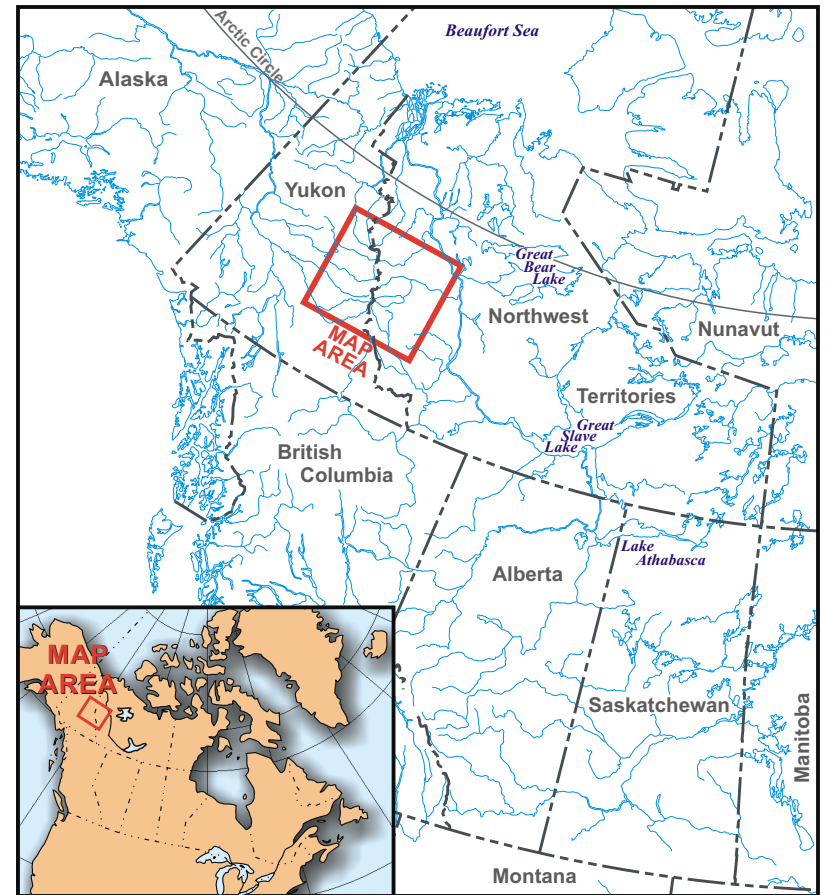 Beaufort Sea
Arctic Circle
Alaska
Yukon
Great
Bear
Lake
Northwest
Nunavut
MAP
AREA
Territories
Great
Slave
Lake
British
Columbia
Lake
Athabasca
Alberta
MAP
AREA
Saskatchewan
Manitoba
Montana